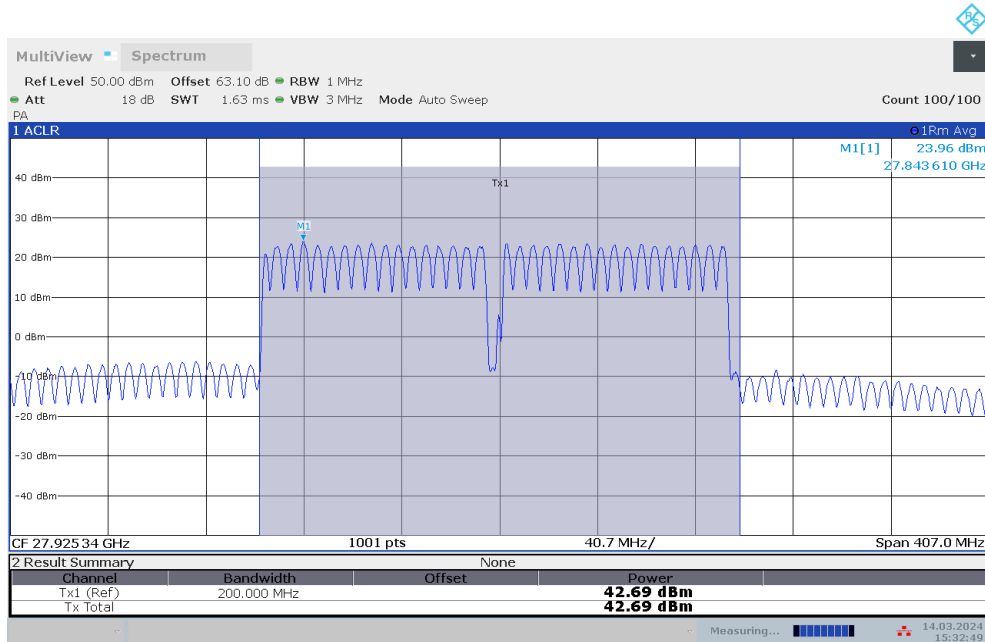 R&S
MultiView Spectrum
Ref Level 50.00 dBm Offset 63.10 dB RBW 1 MHz
Att 18 dB SWT 1.63 ms VBW 3 MHz Mode Auto Sweep Count 100/100
PA
1 ACLR 1Rm Avg
M1[1] 23.96 dBm
27.843 610 GHz
40 dBm
Tx1
30 dBm
M1
20 dBm
10 dBm
0 dBm
-10 dBm
-20 dBm
-30 dBm
-40 dBm
CF 27.925 34 GHz 1001 pts 40.7 MHz/ Span 407.0 MHz
2 Result Summary None
Channel Bandwidth Offset Power
Tx1 (Ref) 200.000 MHz 42.69 dBm
Tx Total 42.69 dBm
Measuring... 14.03.2024
15:32:49